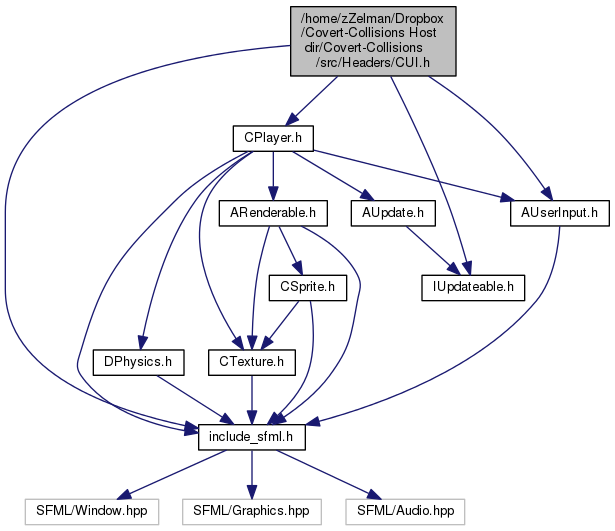 /home/zZelman/Dropbox
/Covert-Collisions Host
dir/Covert-Collisions
/src/Headers/CUI.h
CPlayer.h
ARenderable.h
AUpdate.h
AUserInput.h
CSprite.h
IUpdateable.h
DPhysics.h
CTexture.h
include_sfml.h
SFML/Window.hpp
SFML/Graphics.hpp
SFML/Audio.hpp